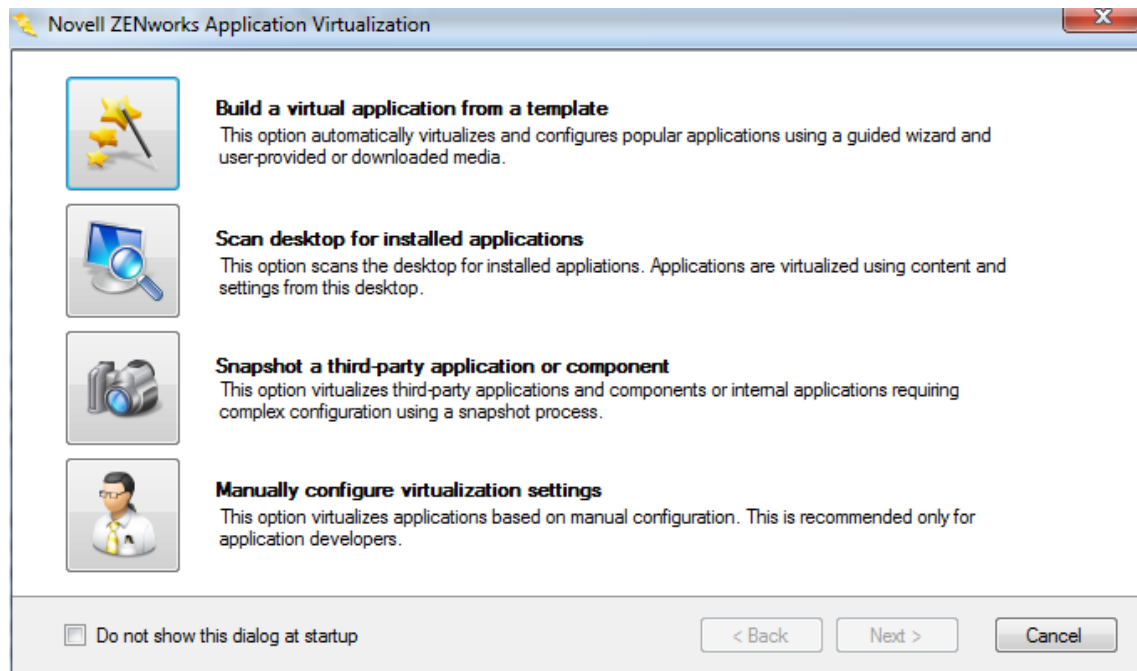 Novell ZENworks Application Virtualization
Build a virtual application from a template
This option automatically virtualizes and configures popular applications using a guided wizard and
user-provided or downloaded media.
Scan desktop for installed applications
This option scans the desktop for installed appliations. Applications are virtualized using content and
settings from this desktop.
Snapshot a third-party application or component
This option virtualizes third-party applications and components or internal applications requiring
complex configuration using a snapshot process.
Manually configure virtualization settings
This option virtualizes applications based on manual configuration. This is recommended only for
application developers.
Do not show this dialog at startup
< Back
Next >
Cancel